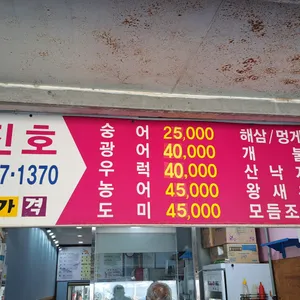 진호
7·1370
가격
숭어 25,000
광어 40,000
우럭 40,000
농어 45,000
도미 45,000
해삼/멍게
개불
산낙지
왕새
모듬조